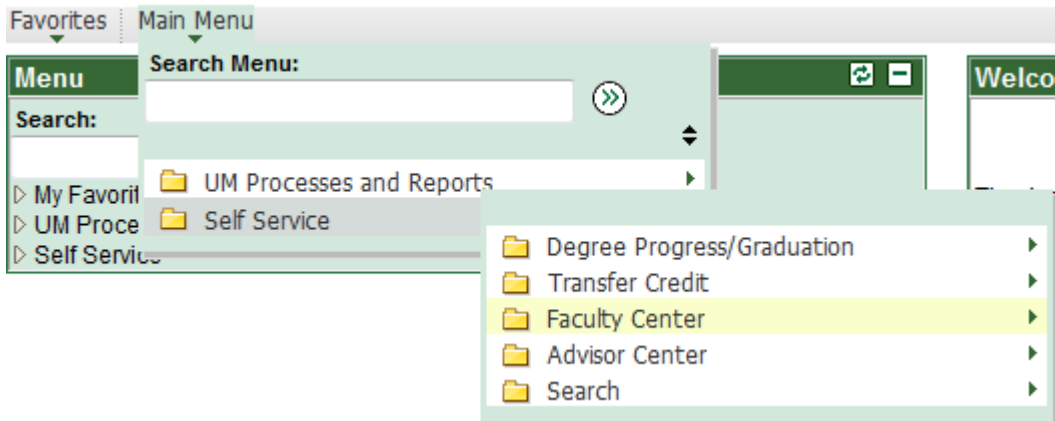 Favorites Main Menu
Menu
Search Menu:
Welco
Search:
My Favorit
UM Processes and Reports
UM Proce
Self Service
Self Service
Degree Progress/Graduation
Transfer Credit
Faculty Center
Advisor Center
Search